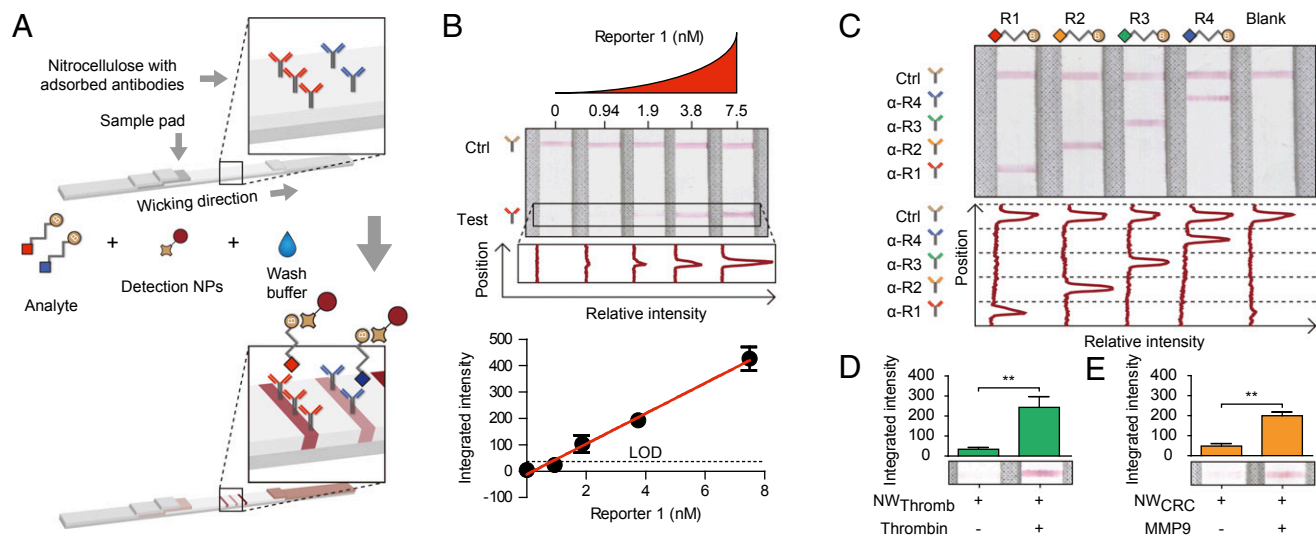 A
Nitrocellulose with
adsorbed antibodies
Sample pad
Wicking direction
B
B
+
+
Analyte
Detection NPs
Wash
buffer
B
B
B
Reporter 1 (nM)
0 0.94 1.9 3.8 7.5
Ctrl
Test
Position
Relative intensity
Integrated intensity
500
400
300
200
100
0
-100
LOD
2 4 6 8
Reporter 1 (nM)
C
R1 R2 R3 R4 Blank
B B B B
Ctrl
α-R4
α-R3
α-R2
α-R1
Ctrl
α-R4
α-R3
α-R2
α-R1
Position
Relative intensity
D
Integrated intensity
400
300
200
100
0
**
NWThromb + +
Thrombin - +
E
Integrated intensity
400
300
200
100
0
**
NWCRC + +
MMP9 - +